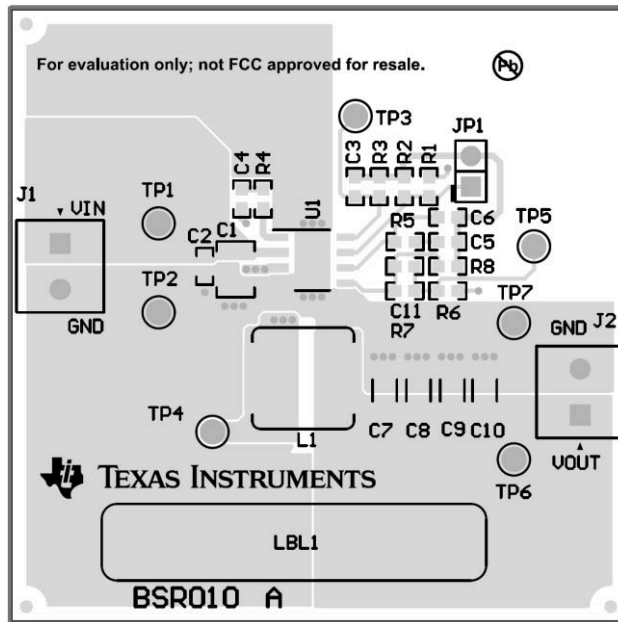 For evaluation only; not FCC approved for resale.
Pb
TP3
JP1
C4
R4
C3
R3
R2
R1
J1
VIN
TP1
U1
C6
TP5
R5
C2
C1
C5
R8
TP2
TP7
GND
C11
R6
R7
GND
J2
TP4
L1
C7
C8
C9
C10
VOUT
TP6
TEXAS INSTRUMENTS
LBL1
BSR010 A